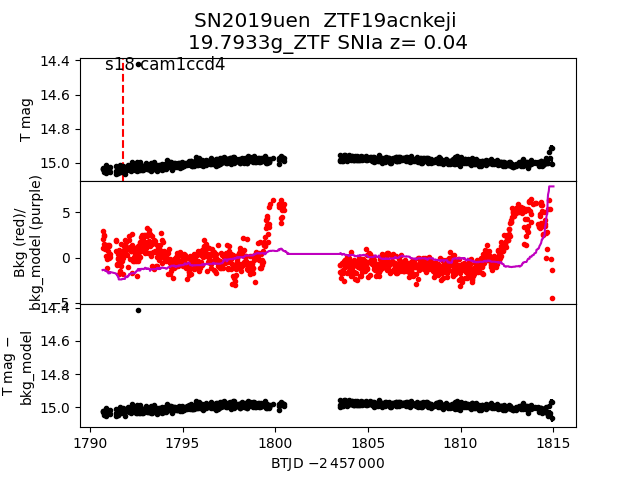 SN2019uen ZTF19acnkeji
19.7933g_ZTF SNIa z= 0.04
s18 cam1ccd4
14.4
14.6
14.8
15.0
T mag
5
0
−5
Bkg (red)/
bkg_model (purple)
14.4
14.6
14.8
15.0
T mag −
bkg_model
1790 1795 1800 1805 1810 1815
BTJD −2 457 000